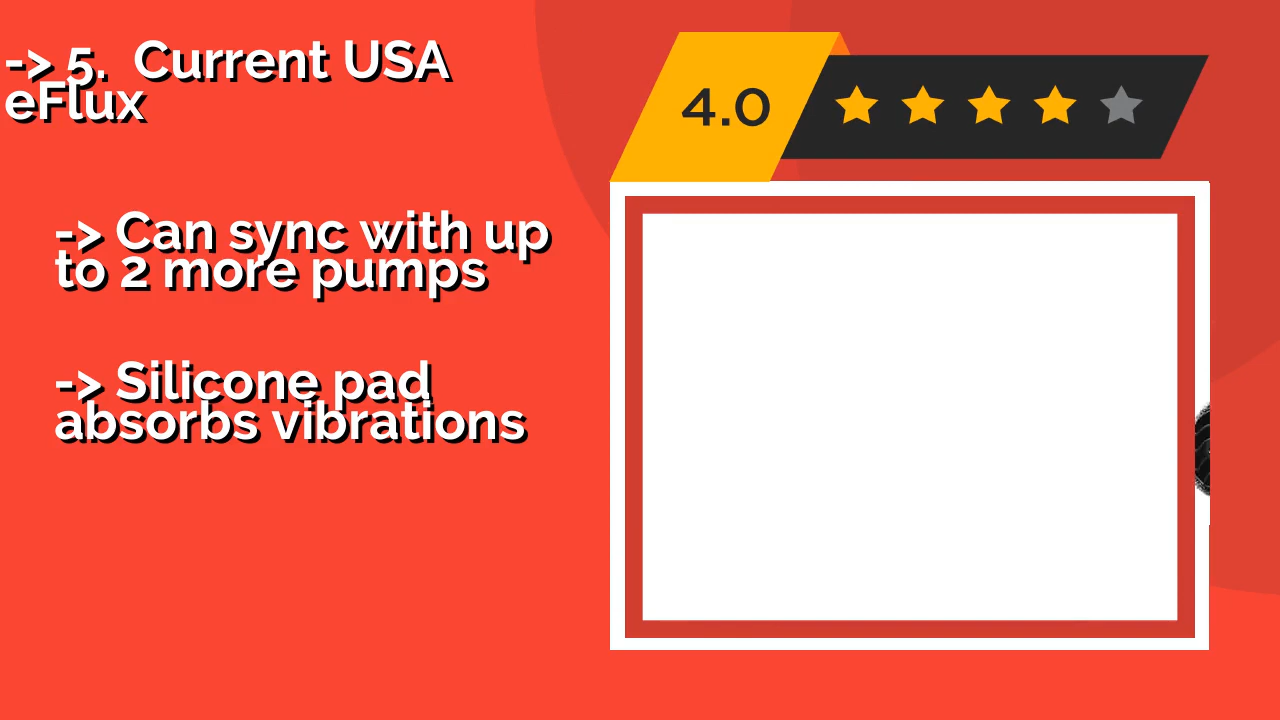 -> 5.  Current USA
eFlux
4.0
-> Can sync with up
to 2 more pumps
-> Silicone pad
absorbs vibrations